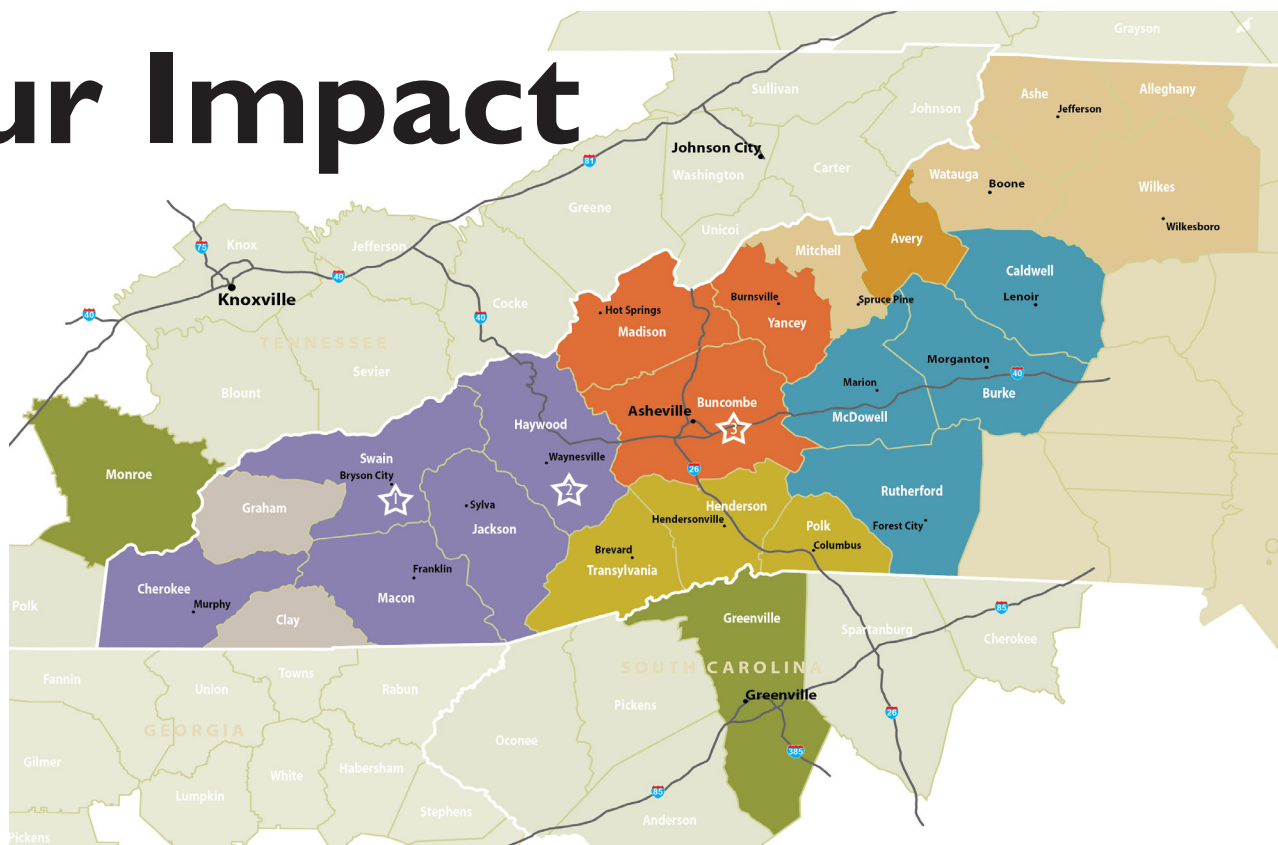 ur Impact
Grayson
Sullivan
Johnson
Ashe
Alleghany
Jefferson
Johnson City
Washington
Carter
Watauga
Boone
Wilkes
Wilkesboro
81
Greene
Unicoi
Knox
Jefferson
75
40
Knoxville
40
Cocke
40
Mitchell
Avery
Caldwell
Lenoir
Burnsville
Spruce Pine
Hot Springs
Madison
Yancey
TENNESSEE
Sevier
Blount
Morganton
40
Marion
Burke
McDowell
Buncombe
Asheville
3
26
Haywood
Waynesville
2
Swain
Bryson City
1
Monroe
Graham
Sylva
Jackson
Rutherford
Forest City
Henderson
Hendersonville
Polk
Columbus
Brevard
Transylvania
Franklin
Macon
Cherokee
Murphy
Clay
Polk
Greenville
Spartanburg
85
Cherokee
SOUTH CAROLINA
Greenville
Pickens
Fannin
Union
Towns
Rabun
GEORGIA
Oconee
26
385
85
Gilmer
White
Habersham
Lumpkin
Stephens
Anderson
Pickens